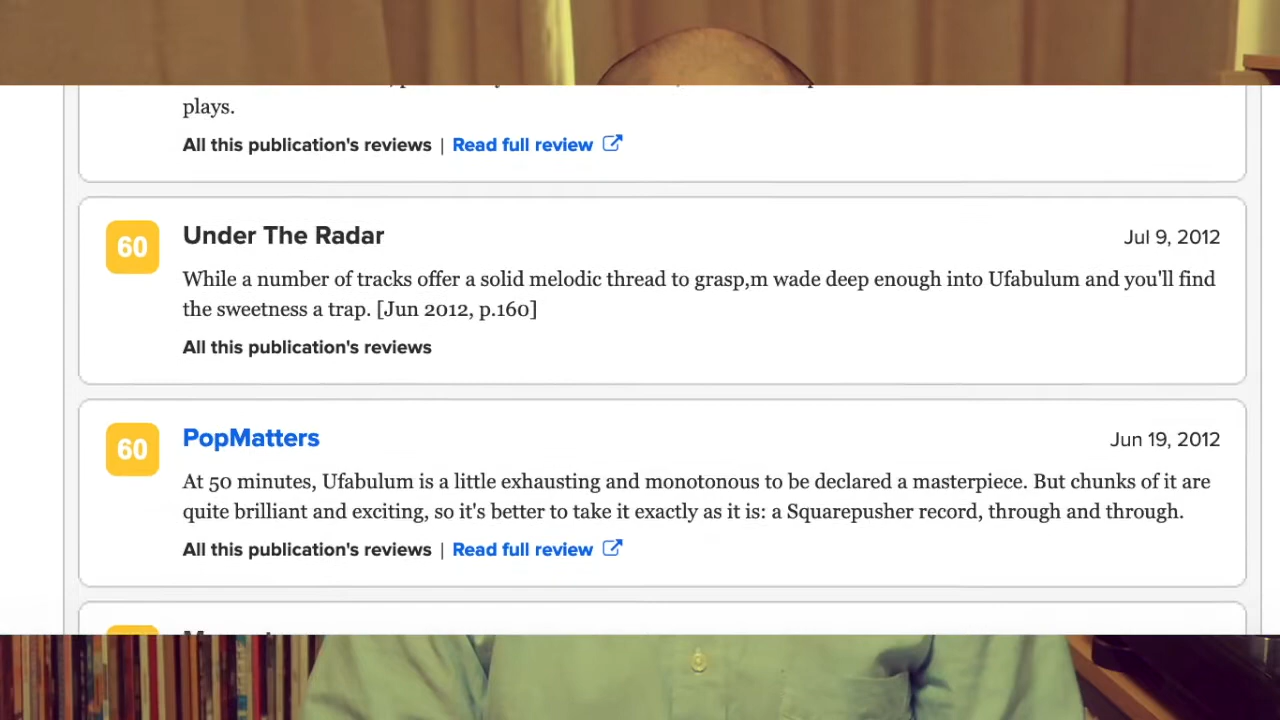 plays.
All this publication's reviews | Read full review
60
Under The Radar
Jul 9, 2012
While a number of tracks offer a solid melodic thread to grasp,m wade deep enough into Ufabulum and you'll find
the sweetness a trap. [Jun 2012, p.160]
All this publication's reviews
60
PopMatters
Jun 19, 2012
At 50 minutes, Ufabulum is a little exhausting and monotonous to be declared a masterpiece. But chunks of it are
quite brilliant and exciting, so it's better to take it exactly as it is: a Squarepusher record, through and through.
All this publication's reviews | Read full review